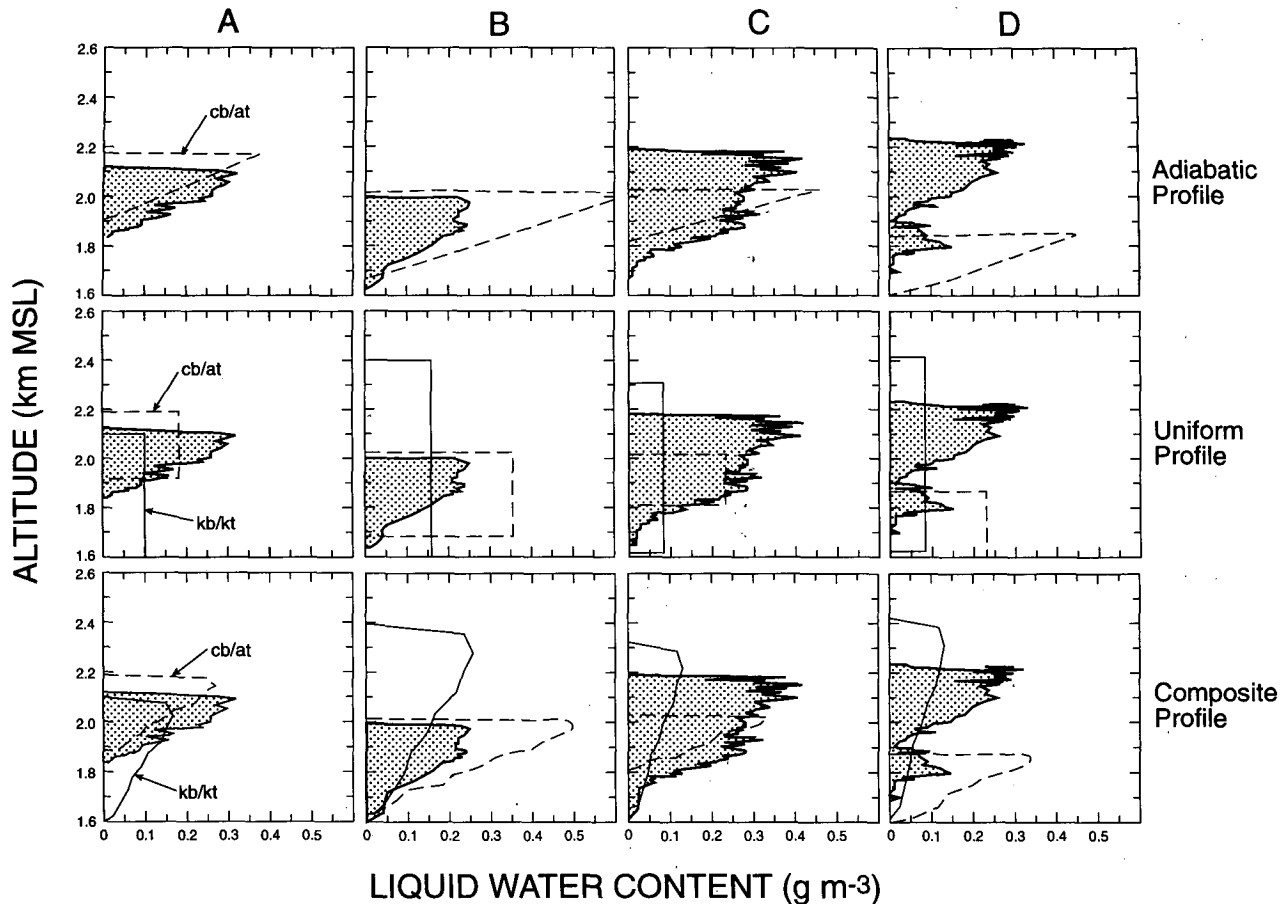 A B C D
2.6
2.4
2.2
2.0
1.8
1.6
cb/at
Adiabatic
Profile
2.6
2.4
2.2
2.0
1.8
1.6
cb/at
kb/kt
Uniform
Profile
2.6
2.4
2.2
2.0
1.8
1.6
cb/at
kb/kt
Composite
Profile
0 0.1 0.2 0.3 0.4 0.5
0 0.1 0.2 0.3 0.4 0.5
0 0.1 0.2 0.3 0.4 0.5
0 0.1 0.2 0.3 0.4 0.5
ALTITUDE (km MSL)
LIQUID WATER CONTENT (g m-3)